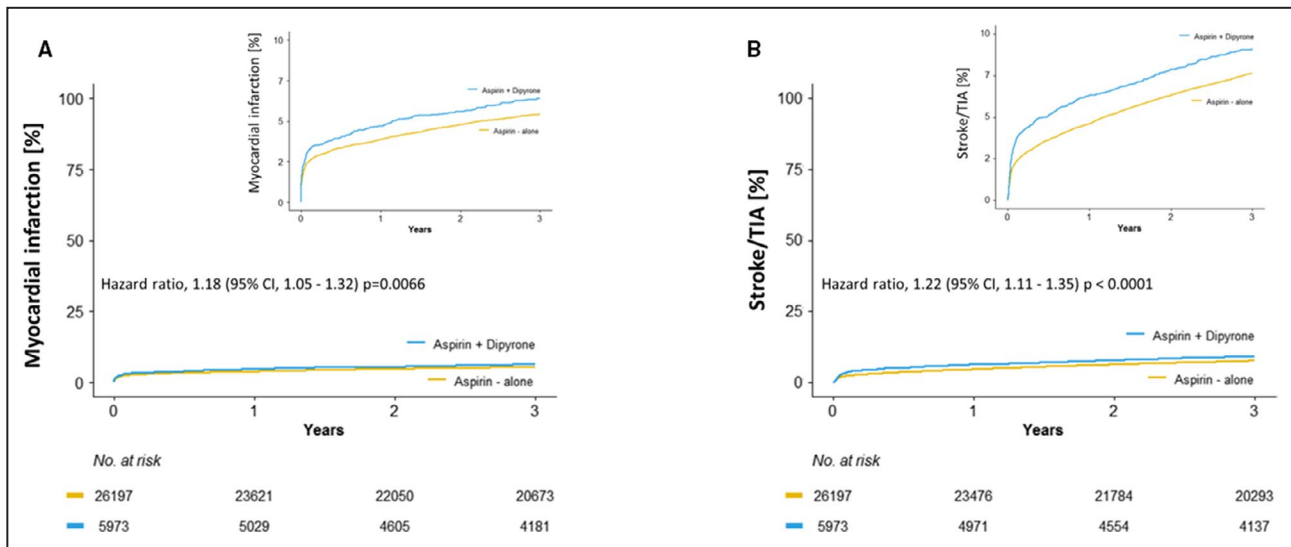 A
Myocardial infarction [%]
100
75
50
25
0
Myocardial infarction [%]
10
7
5
2
0
Aspirin + Dipyrone
Aspirin - alone
0 1 2 3
Years
Hazard ratio, 1.18 (95% CI, 1.05 - 1.32) p=0.0066
Aspirin + Dipyrone
Aspirin - alone
0 1 2 3
Years
No. at risk
26197 23621 22050 20673
5973 5029 4605 4181
B
Stroke/TIA [%]
100
75
50
25
0
Stroke/TIA [%]
10
7
5
2
0
Aspirin + Dipyrone
Aspirin - alone
0 1 2 3
Years
Hazard ratio, 1.22 (95% CI, 1.11 - 1.35) p < 0.0001
Aspirin + Dipyrone
Aspirin - alone
0 1 2 3
Years
No. at risk
26197 23476 21784 20293
5973 4971 4554 4137